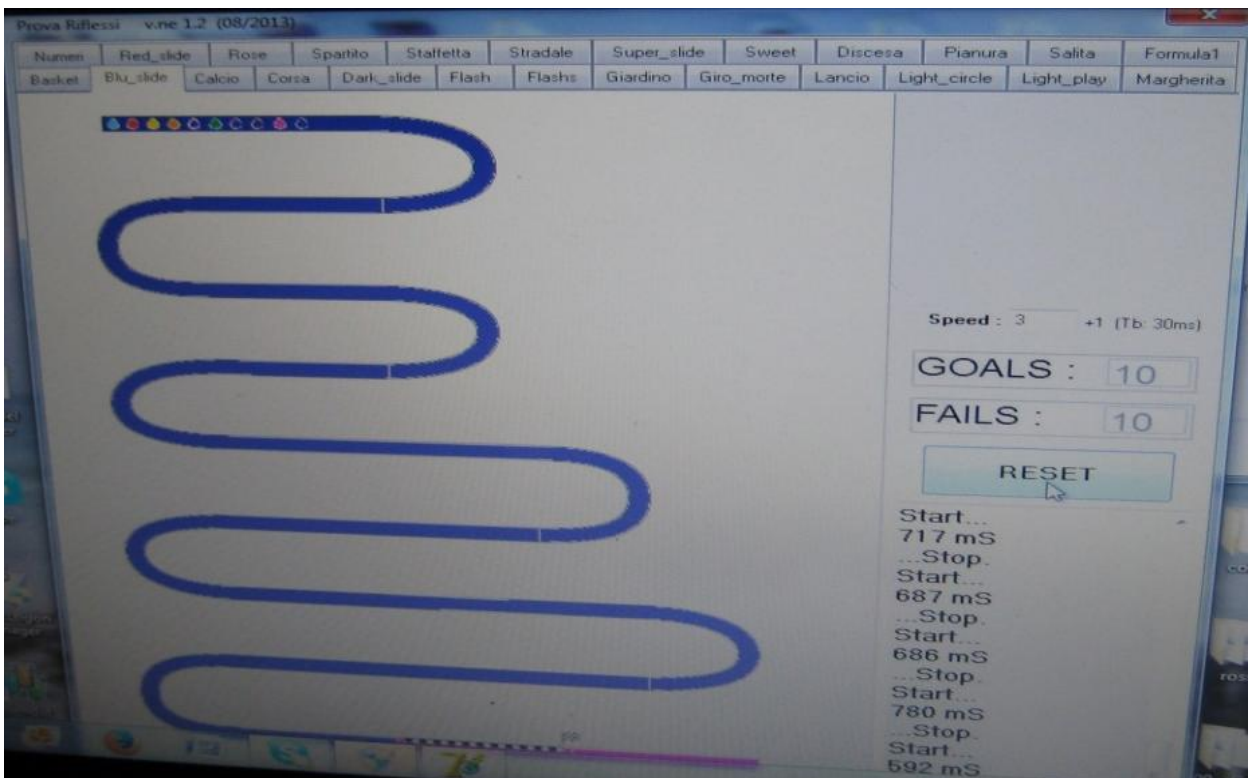 Prova Riflessi v.ne 1.2 (08/2013)
Numeri Red_slide Rose Spartito Staffetta Stradale Super_slide Sweet Discesa Pianura Salita Formula1
Basket Blu_slide Calcio Corsa Dark_slide Flash Flashs Giardino Giro_morte Lancio Light_circle Light_play Margherita
Speed : 3 +1 (Tb: 30ms)
GOALS : 10
FAILS : 10
RESET
Start...
717 mS
...Stop.
Start...
687 mS
...Stop.
Start...
686 mS
...Stop.
Start...
780 mS
...Stop.
Start...
592 mS